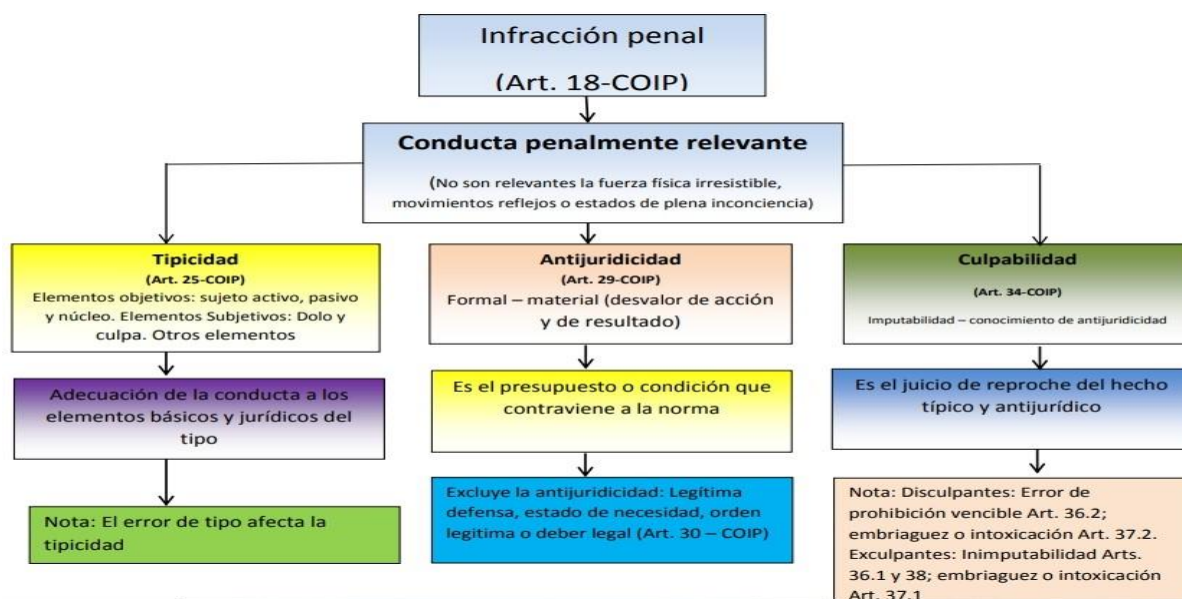 Infracción penal
(Art. 18-COIP)
Conducta penalmente relevante
(No son relevantes la fuerza física irresistible,
movimientos reflejos o estados de plena inconciencia)
Tipicidad
(Art. 25-COIP)
Elementos objetivos: sujeto activo, pasivo
y núcleo. Elementos Subjetivos: Dolo y
culpa. Otros elementos
Adecuación de la conducta a los
elementos básicos y jurídicos del
tipo
Nota: El error de tipo afecta la
tipicidad
Antijuridicidad
(Art. 29-COIP)
Formal – material (desvalor de acción
y de resultado)
Es el presupuesto o condición que
contraviene a la norma
Excluye la antijuridicidad: Legítima
defensa, estado de necesidad, orden
legitima o deber legal (Art. 30 – COIP)
Culpabilidad
(Art. 34-COIP)
Imputabilidad – conocimiento de antijuridicidad
Es el juicio de reproche del hecho
típico y antijurídico
Nota: Disculpantes: Error de
prohibición vencible Art. 36.2;
embriaguez o intoxicación Art. 37.2.
Exculpantes: Inimputabilidad Arts.
36.1 y 38; embriaguez o intoxicación
Art. 37.1